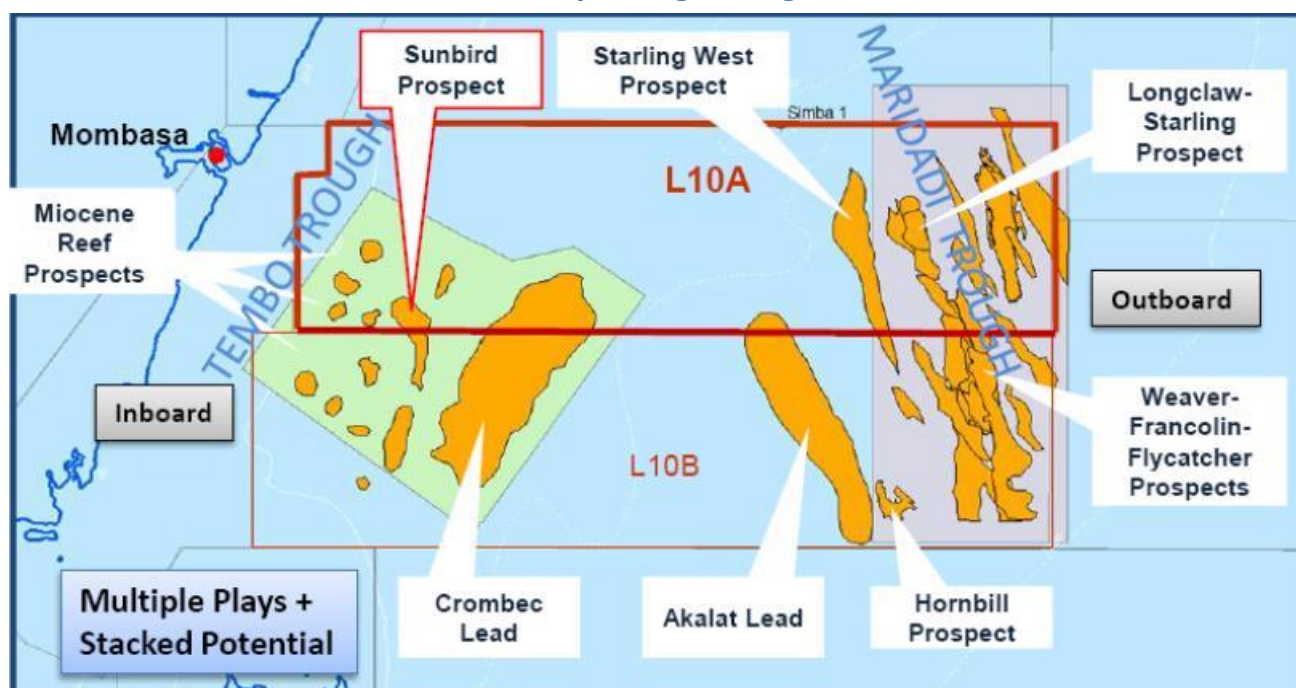 Sunbird
Prospect
Starling West
Prospect
Simba 1
MARIDADI TROUGH
Longclaw-
Starling
Prospect
Mombasa
L10A
Miocene
Reef
Prospects
TEMBO TROUGH
Outboard
Inboard
L10B
Weaver-
Francolin-
Flycatcher
Prospects
Multiple Plays +
Stacked Potential
Crombec
Lead
Akalat Lead
Hornbill
Prospect